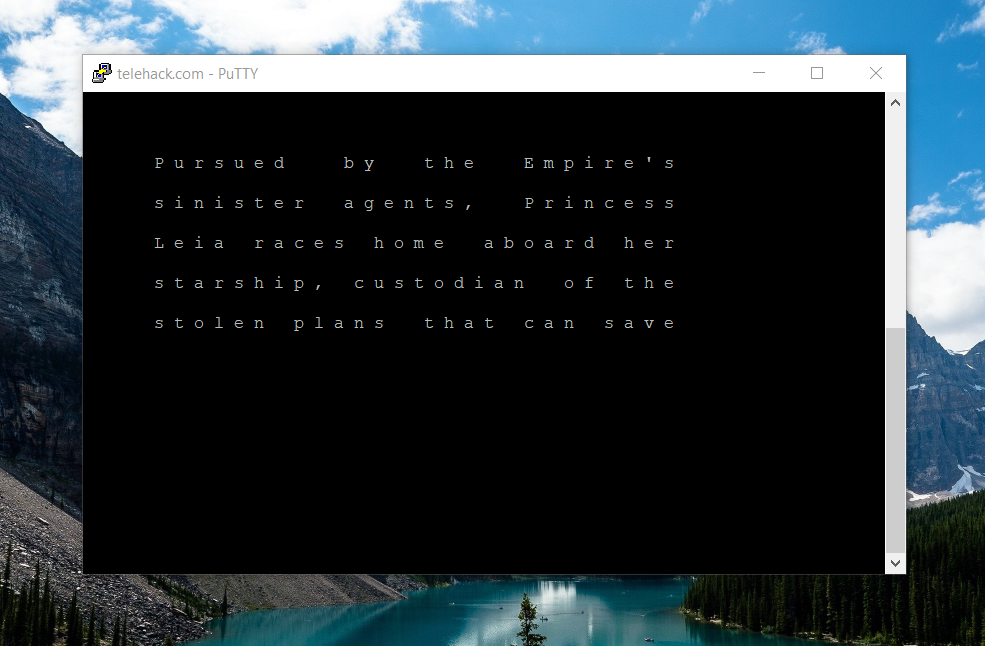 telehack.com - PuTTY
Pursued by the Empire's
sinister agents, Princess
Leia races home aboard her
starship, custodian of the
stolen plans that can save